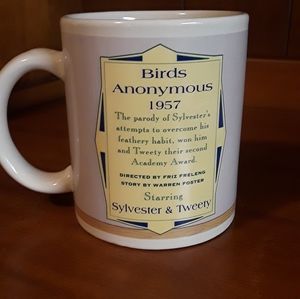 Birds
Anonymous
1957
The parody of Sylvester's
attempts to overcome his
feathery habit, won him
and Tweety their second
Academy Award.
DIRECTED BY FRIZ FRELENG
STORY BY WARREN FOSTER
Starring
Sylvester & Tweety